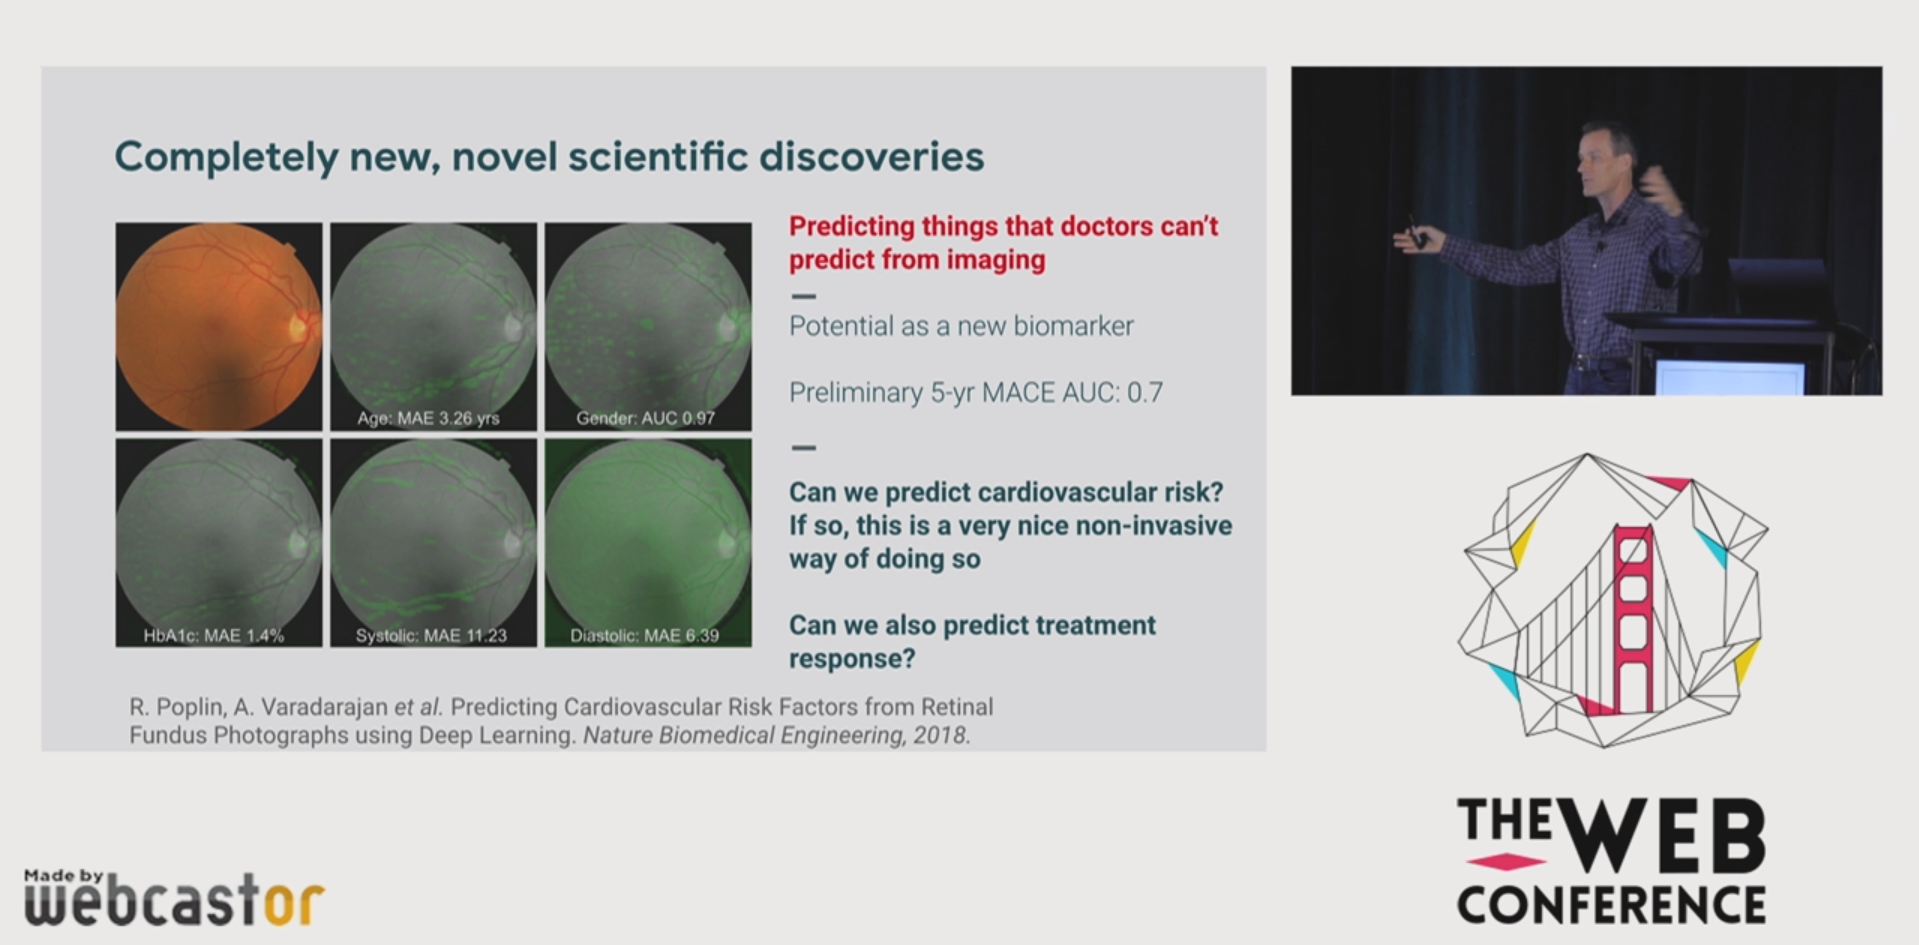 Completely new, novel scientific discoveries
Age: MAE 3.26 yrs
Gender: AUC 0.97
HbA1c: MAE 1.4%
Systolic: MAE 11.23
Diastolic: MAE 6.39
Predicting things that doctors can't
predict from imaging
Potential as a new biomarker
Preliminary 5-yr MACE AUC: 0.7
Can we predict cardiovascular risk?
If so, this is a very nice non-invasive
way of doing so
Can we also predict treatment
response?
R. Poplin, A. Varadarajan et al. Predicting Cardiovascular Risk Factors from Retinal
Fundus Photographs using Deep Learning. Nature Biomedical Engineering, 2018.
THE WEB
CONFERENCE
Made by
webcastor